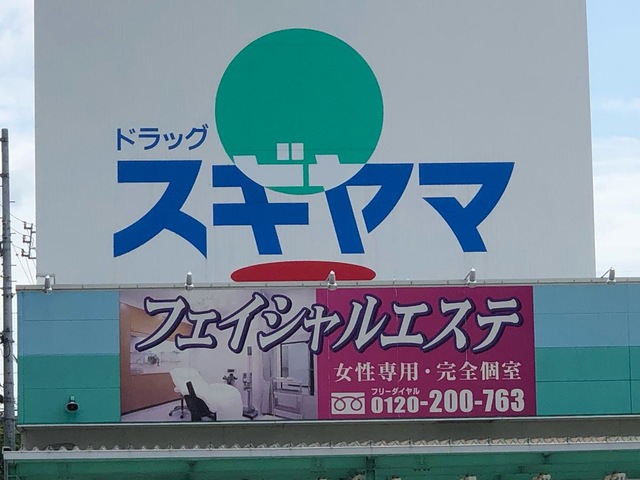 ドラッグ
スギヤマ
フェイシャルエステ
女性専用・完全個室
フリーダイヤル
0120-200-763